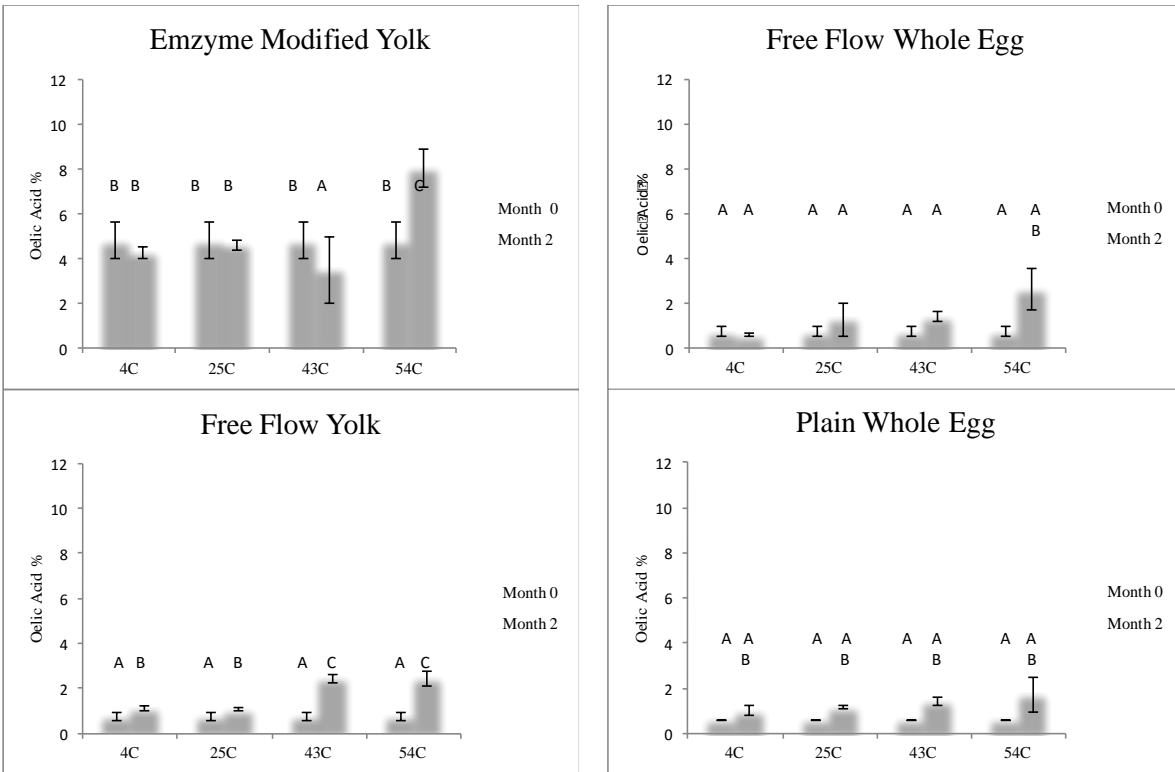 Emzyme Modified Yolk
12
10
8
6
4
2
0
Oelic Acid %
B B B B B A B C
4C 25C 43C 54C
Month 0
Month 2
Free Flow Whole Egg
12
10
8
6
4
2
0
A A A A A A A A
B
4C 25C 43C 54C
Month 0
Month 2
Free Flow Yolk
12
10
8
6
4
2
0
Oelic Acid %
A B A B A C A C
4C 25C 43C 54C
Month 0
Month 2
Plain Whole Egg
12
10
8
6
4
2
0
Oelic Acid %
A A A A A A A A
B B B B
4C 25C 43C 54C
Month 0
Month 2